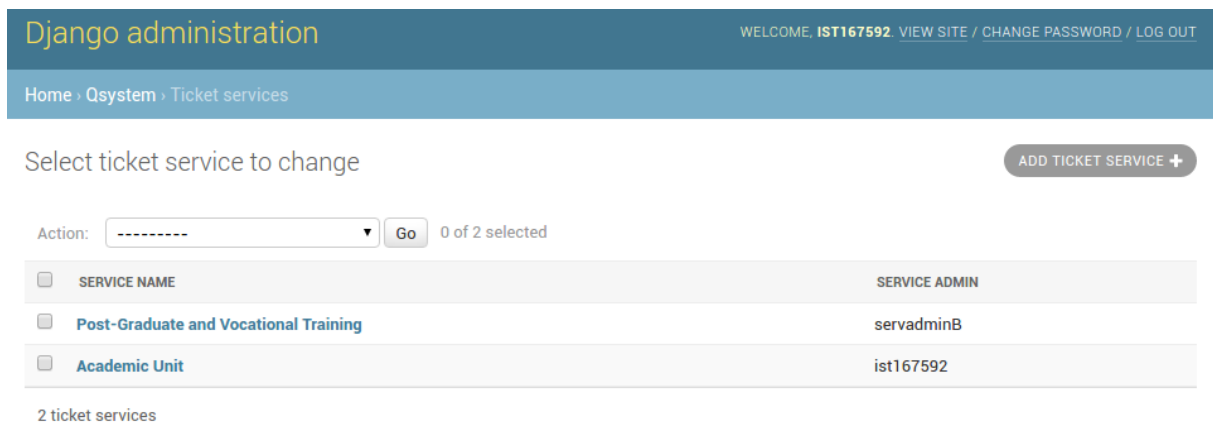 Django administration
WELCOME, IST167592. VIEW SITE / CHANGE PASSWORD / LOG OUT
Home › Qsystem › Ticket services
Select ticket service to change
ADD TICKET SERVICE +
Action: --------- Go 0 of 2 selected
SERVICE NAME SERVICE ADMIN
Post-Graduate and Vocational Training servadminB
Academic Unit ist167592
2 ticket services